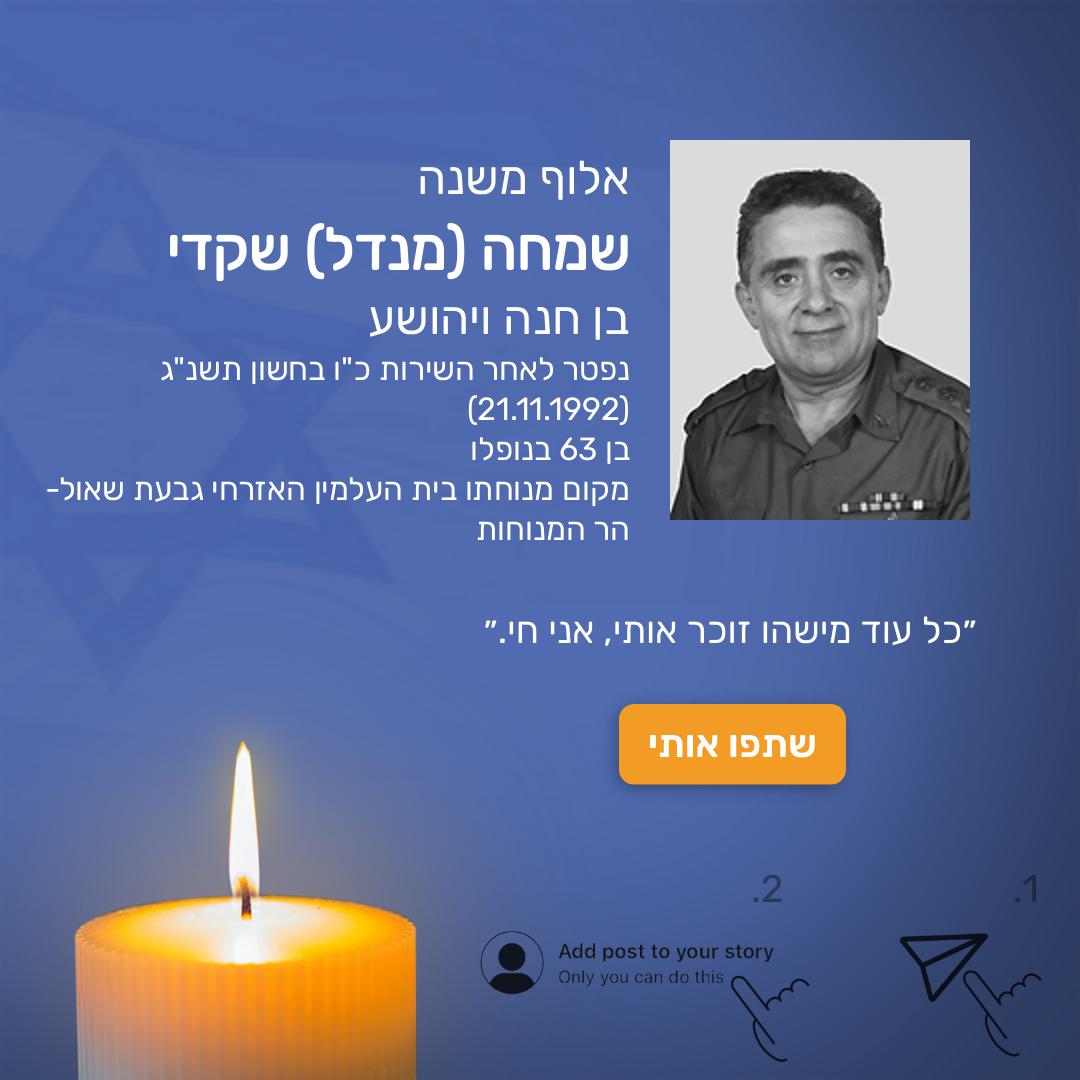 אלוף משנה
שמחה (מנדל) שקדי
בן חנה ויהושע
נפטר לאחר השירות כ"ו בחשון תשנ"ג
(21.11.1992)
בן 63 בנופלו
מקום מנוחתו בית העלמין האזרחי גבעת שאול-
הר המנוחות
״כל עוד מישהו זוכר אותי, אני חי.״
שתפו אותי
1.
2.
Add post to your story
Only you can do this